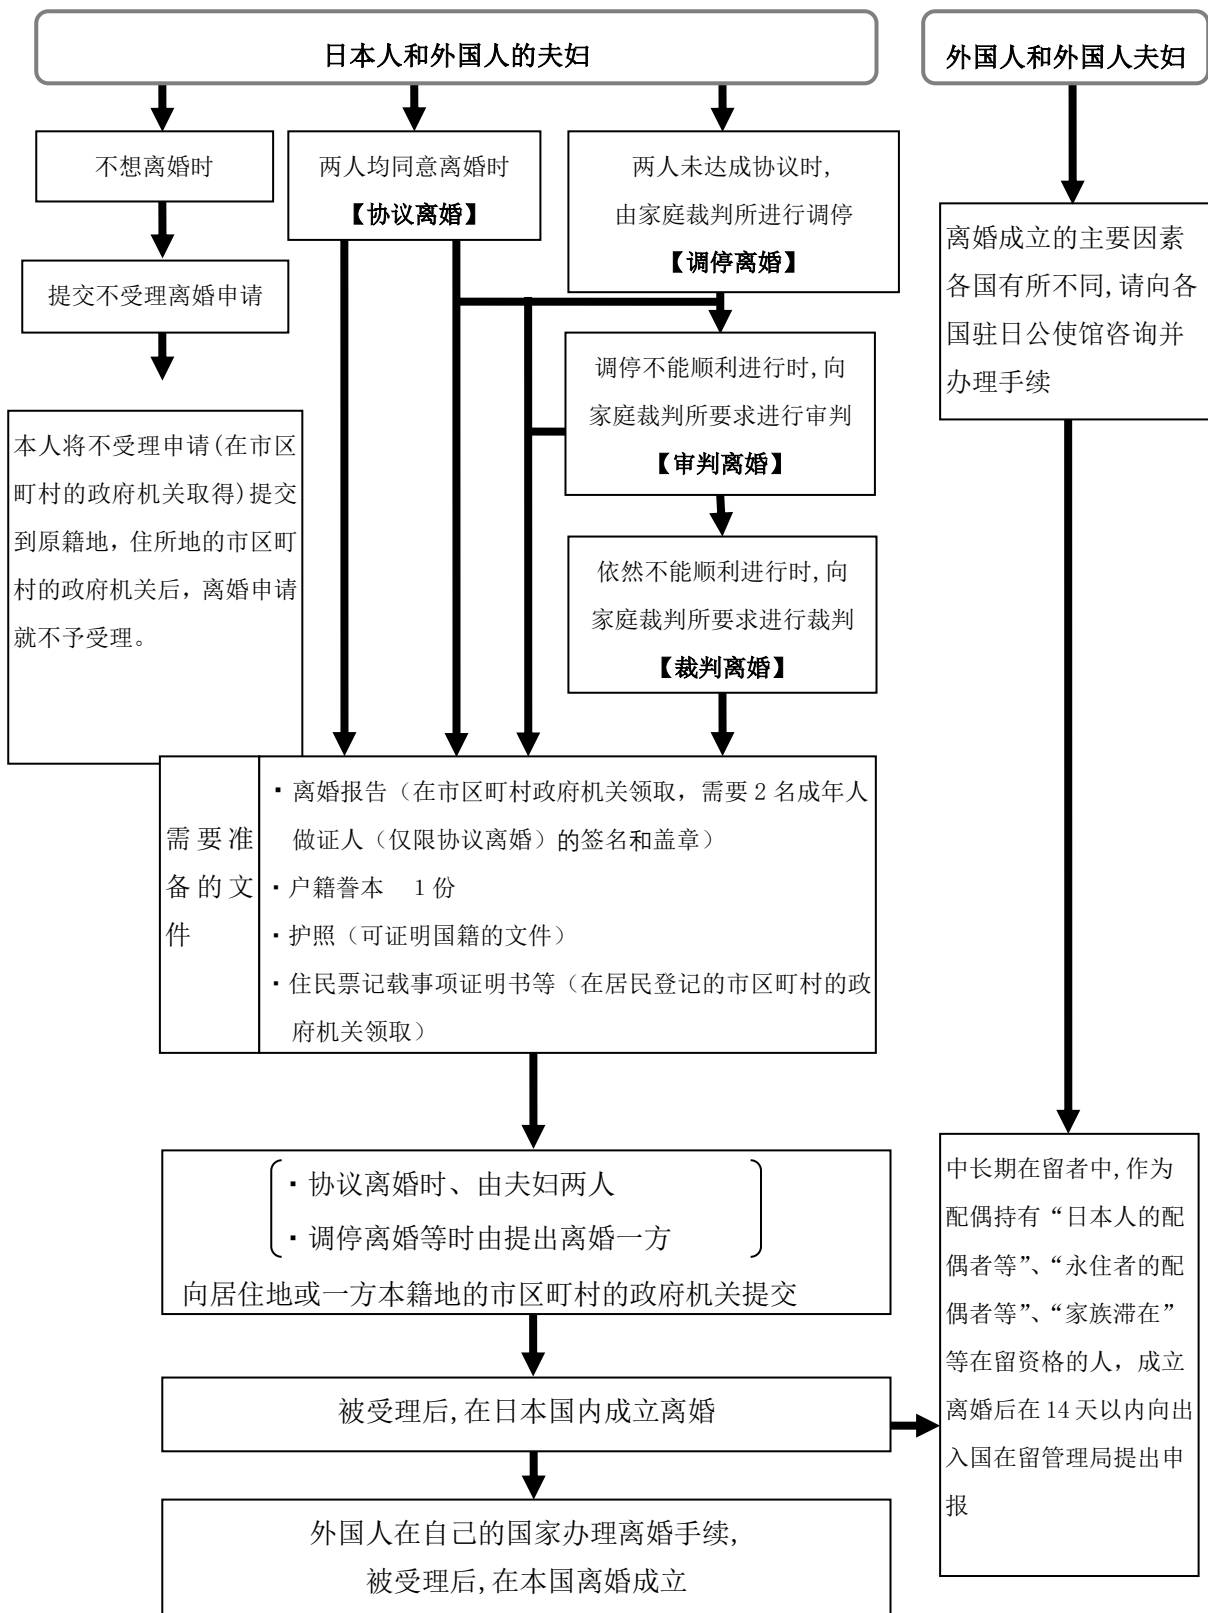 日本人和外国人的夫妇
外国人和外国人夫妇
不想离婚时
提交不受理离婚申请
本人将不受理申请(在市区
町村的政府机关取得)提交
到原籍地，住所地的市区町
村的政府机关后，离婚申请
就不予受理。
两人均同意离婚时
【协议离婚】
两人未达成协议时,
由家庭裁判所进行调停
【调停离婚】
调停不能顺利进行时,向
家庭裁判所要求进行审判
【审判离婚】
依然不能顺利进行时,向
家庭裁判所要求进行裁判
【裁判离婚】
离婚成立的主要因素
各国有所不同,请向各
国驻日公使馆咨询并
办理手续
需要准
备的文
件
・离婚报告（在市区町村政府机关领取，需要 2 名成年人
做证人（仅限协议离婚）的签名和盖章）
・户籍誊本　1 份
・护照（可证明国籍的文件）
・住民票记载事项证明书等（在居民登记的市区町村的政
府机关领取）
・协议离婚时、由夫妇两人
・调停离婚等时由提出离婚一方
向居住地或一方本籍地的市区町村的政府机关提交
被受理后,在日本国内成立离婚
外国人在自己的国家办理离婚手续,
被受理后,在本国离婚成立
中长期在留者中,作为
配偶持有“日本人的配
偶者等”、“永住者的配
偶者等”、“家族滞在”
等在留资格的人，成立
离婚后在 14 天以内向出
入国在留管理局提出申
报